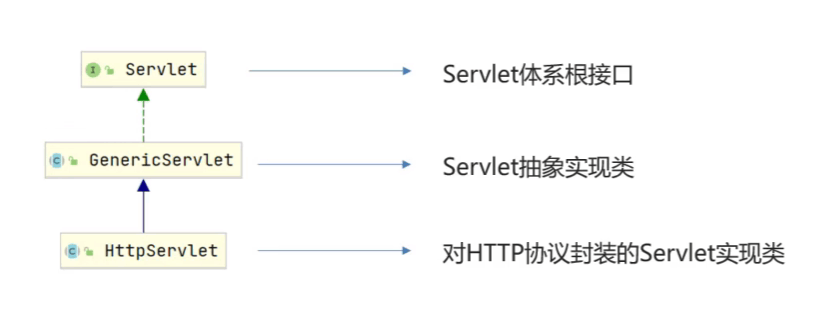 Servlet
Servlet体系根接口
GenericServlet
Servlet抽象实现类
HttpServlet
对HTTP协议封装的Servlet实现类